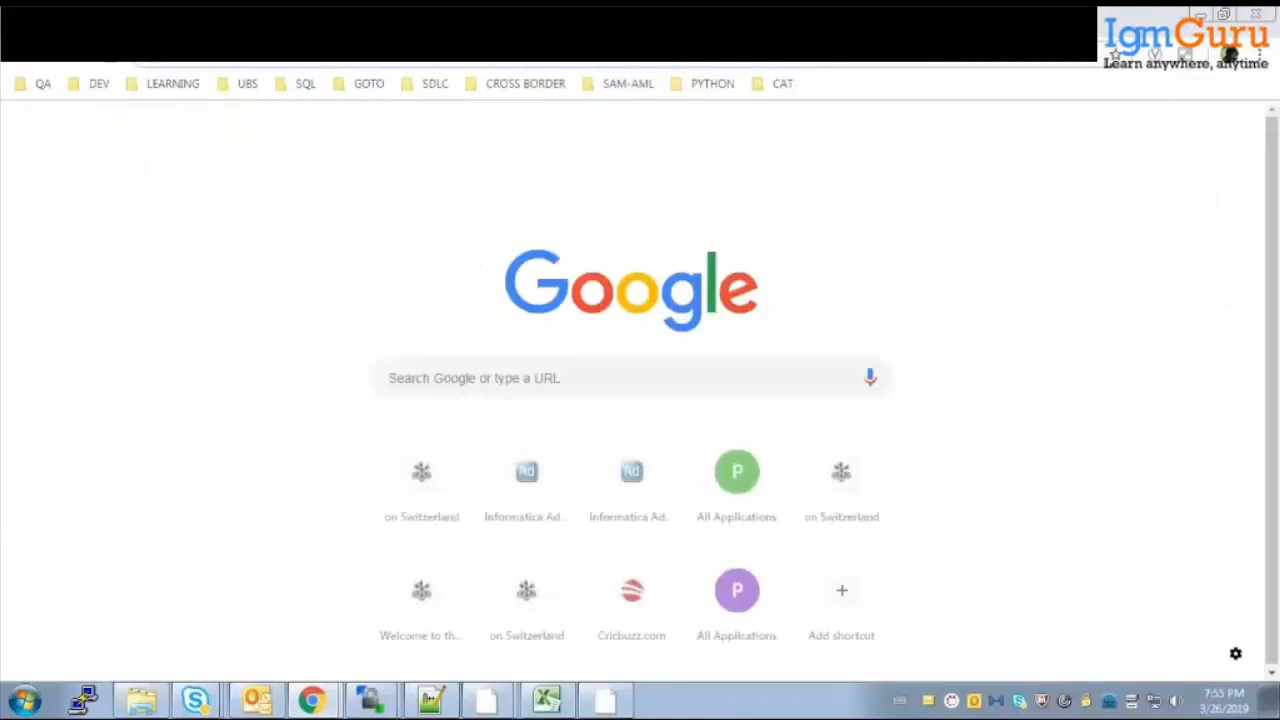 IgmGuru
Learn anywhere, anytime
QA DEV LEARNING UBS SQL GOTO SDLC CROSS BORDER SAM-AML PYTHON CAT
Google
Search Google or type a URL
Ad Ad P
on Switzerland Informatica Ad... Informatica Ad... All Applications on Switzerland
P +
Welcome to th... on Switzerland Cricbuzz.com All Applications Add shortcut
7:55 PM
3/26/2019